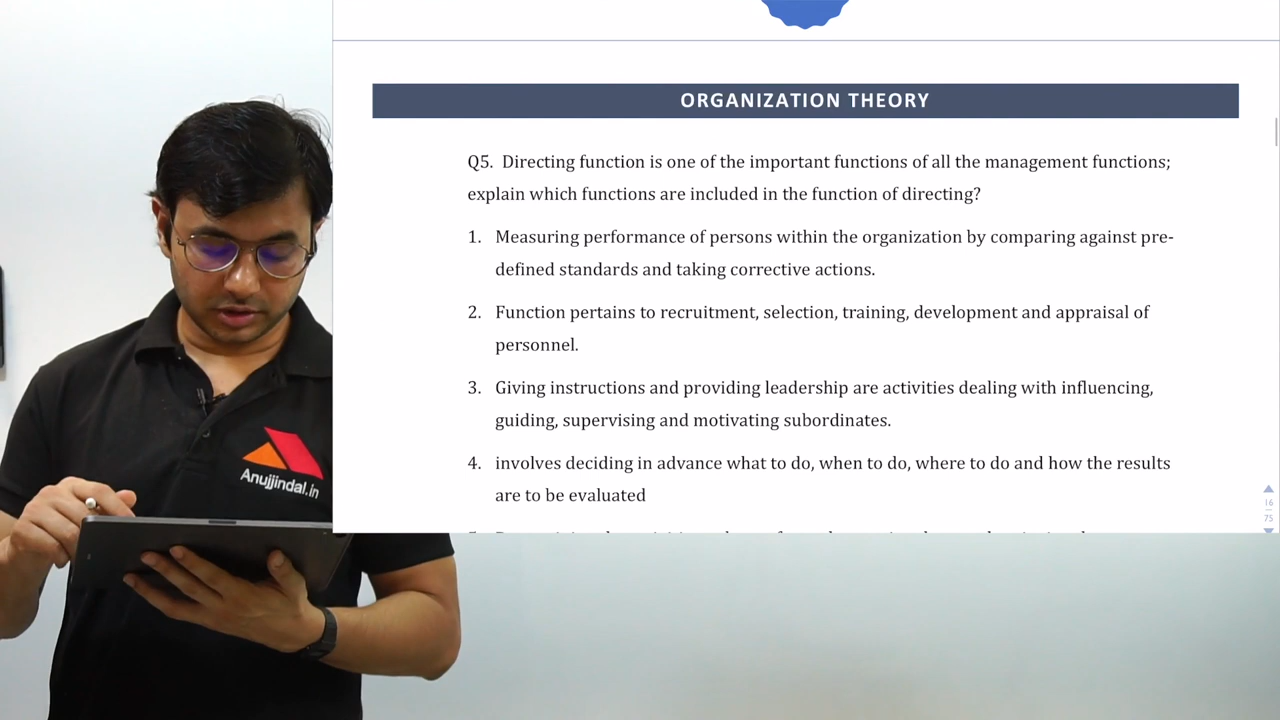 ORGANIZATION THEORY
Q5. Directing function is one of the important functions of all the management functions;
explain which functions are included in the function of directing?
1. Measuring performance of persons within the organization by comparing against pre-
defined standards and taking corrective actions.
2. Function pertains to recruitment, selection, training, development and appraisal of
personnel.
3. Giving instructions and providing leadership are activities dealing with influencing,
guiding, supervising and motivating subordinates.
4. involves deciding in advance what to do, when to do, where to do and how the results
are to be evaluated
16
75
Anujjindal.in